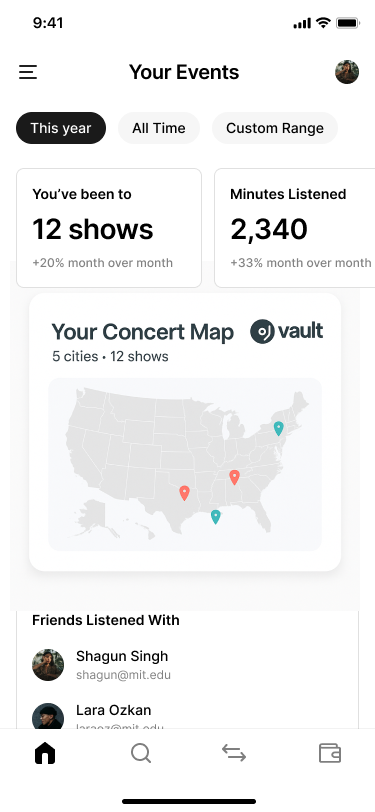 9:41
Your Events
This year
All Time
Custom Range
You’ve been to
12 shows
+20% month over month
Minutes Listened
2,340
+33% month over month
Your Concert Map
vault
5 cities • 12 shows
Friends Listened With
Shagun Singh
shagun@mit.edu
Lara Ozkan
laraoz@mit.edu